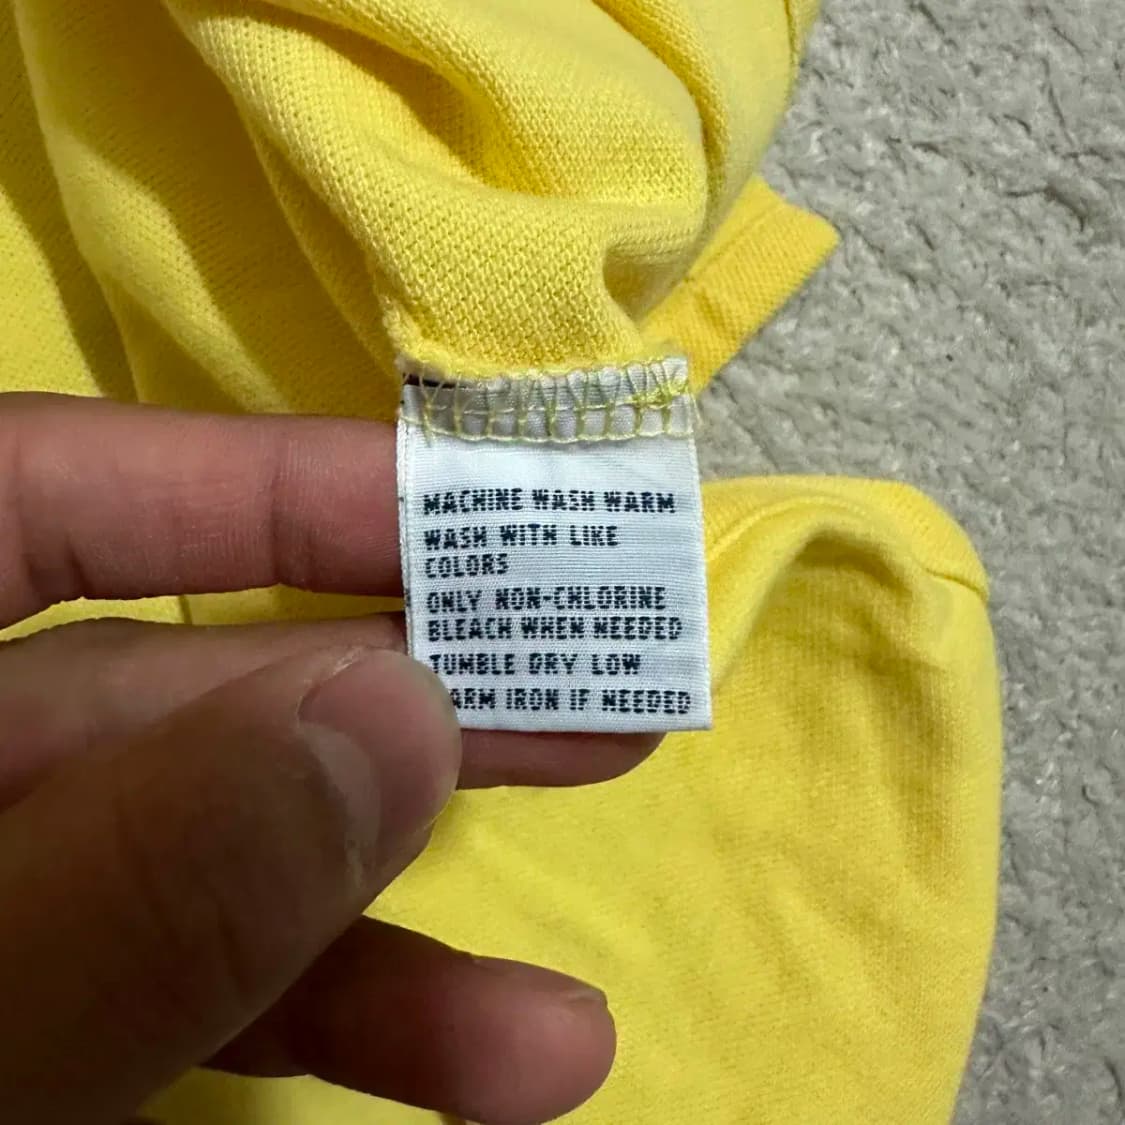 MACHINE WASH WARM
WASH WITH LIKE
COLORS
ONLY NON-CHLORINE
BLEACH WHEN NEEDED
TUMBLE DRY LOW
ARM IRON IF NEEDED